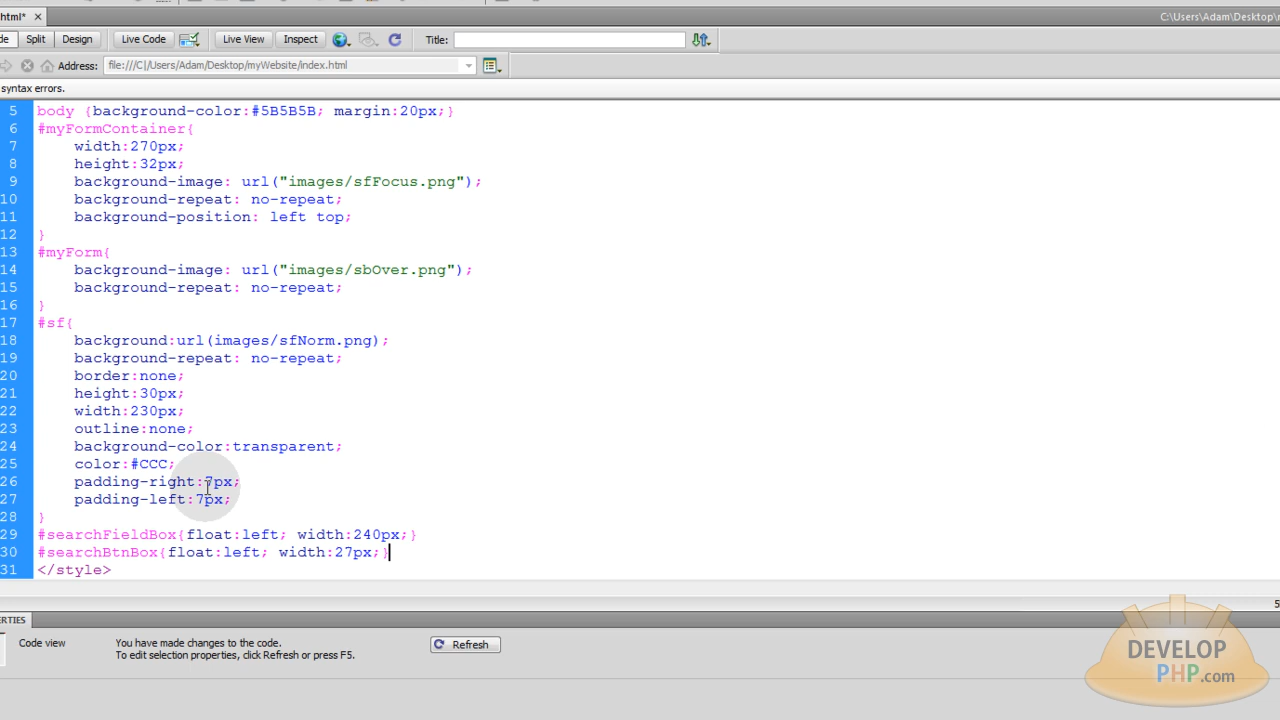 html* ×
C:\Users\Adam\Desktop\
Split Design Live Code Live View Inspect Title:
Address: file:///C|/Users/Adam/Desktop/myWebsite/index.html
syntax errors.
5 body {background-color:#5B5B5B; margin:20px;}
6 #myFormContainer{
7 width:270px;
8 height:32px;
9 background-image: url("images/sfFocus.png");
10 background-repeat: no-repeat;
11 background-position: left top;
12 }
13 #myForm{
14 background-image: url("images/sbOver.png");
15 background-repeat: no-repeat;
16 }
17 #sf{
18 background:url(images/sfNorm.png);
19 background-repeat: no-repeat;
20 border:none;
21 height:30px;
22 width:230px;
23 outline:none;
24 background-color:transparent;
25 color:#CCC;
26 padding-right:7px;
27 padding-left:7px;
28 }
29 #searchFieldBox{float:left; width:240px;}
30 #searchBtnBox{float:left; width:27px;}
31 </style>
5
ERTIES
Code view You have made changes to the code. Refresh
To edit selection properties, click Refresh or press F5.
DEVELOP
PHP.com